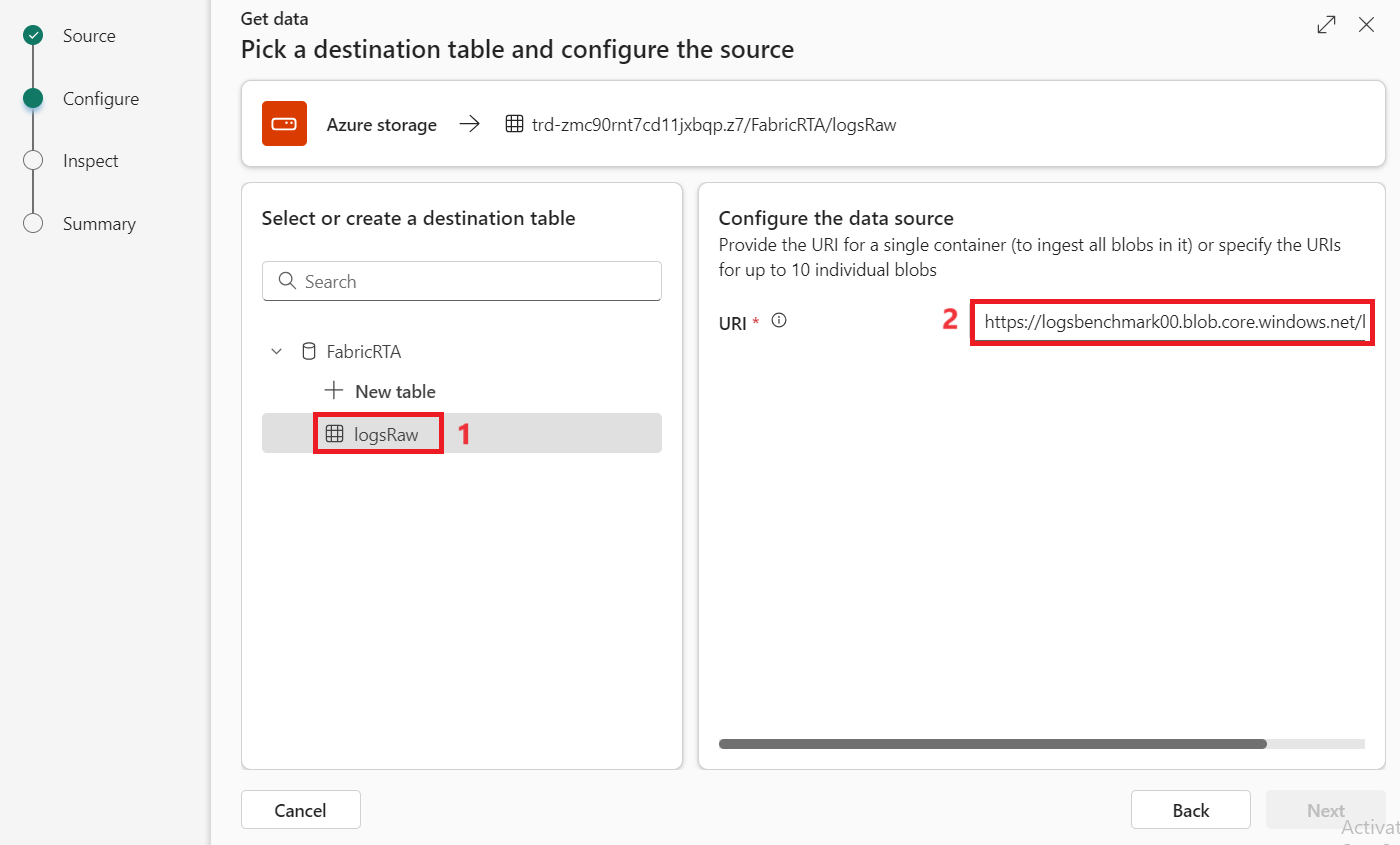 Source
Configure
Inspect
Summary
Get data
Pick a destination table and configure the source
Azure storage
trd-zmc90rnt7cd11jxbqp.z7/FabricRTA/logsRaw
Select or create a destination table
Search
FabricRTA
New table
logsRaw
1
Configure the data source
Provide the URI for a single container (to ingest all blobs in it) or specify the URIs
for up to 10 individual blobs
URI *
2
https://logsbenchmark00.blob.core.windows.net/l
Cancel
Back
Next
Activat